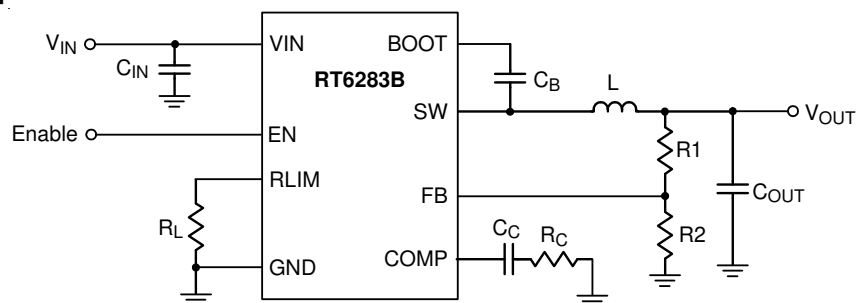 VIN
VIN
BOOT
CIN
RT6283B
CB
L
SW
VOUT
Enable
EN
R1
RLIM
FB
COUT
RL
R2
CC
RC
COMP
GND